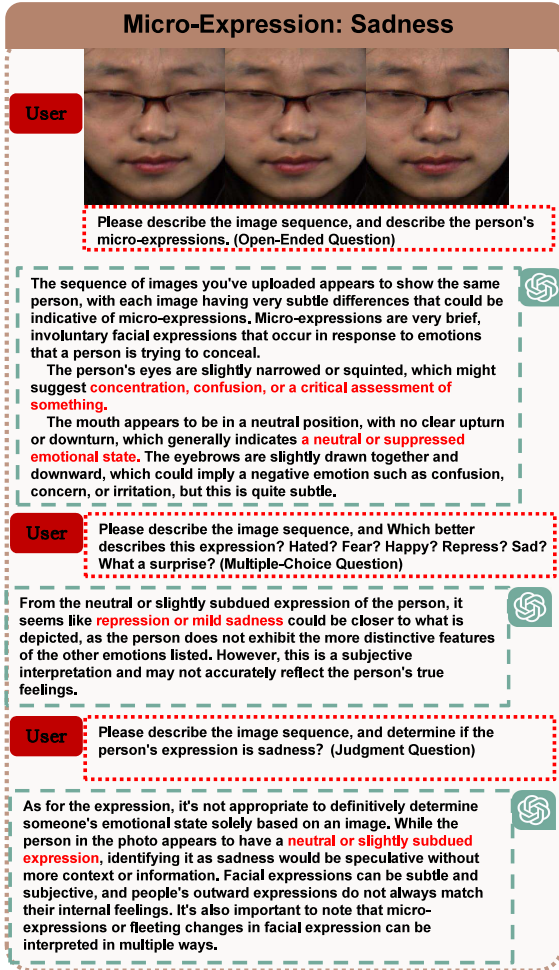 Micro-Expression: Sadness
User
Please describe the image sequence, and describe the person's
micro-expressions. (Open-Ended Question)
The sequence of images you've uploaded appears to show the same
person, with each image having very subtle differences that could be
indicative of micro-expressions. Micro-expressions are very brief,
involuntary facial expressions that occur in response to emotions
that a person is trying to conceal.
The person's eyes are slightly narrowed or squinted, which might
suggest concentration, confusion, or a critical assessment of
something.
The mouth appears to be in a neutral position, with no clear upturn
or downturn, which generally indicates a neutral or suppressed
emotional state. The eyebrows are slightly drawn together and
downward, which could imply a negative emotion such as confusion,
concern, or irritation, but this is quite subtle.
User
Please describe the image sequence, and Which better
describes this expression? Hated? Fear? Happy? Repress? Sad?
What a surprise? (Multiple-Choice Question)
From the neutral or slightly subdued expression of the person, it
seems like repression or mild sadness could be closer to what is
depicted, as the person does not exhibit the more distinctive features
of the other emotions listed. However, this is a subjective
interpretation and may not accurately reflect the person's true
feelings.
User
Please describe the image sequence, and determine if the
person's expression is sadness? (Judgment Question)
As for the expression, it's not appropriate to definitively determine
someone's emotional state solely based on an image. While the
person in the photo appears to have a neutral or slightly subdued
expression, identifying it as sadness would be speculative without
more context or information. Facial expressions can be subtle and
subjective, and people's outward expressions do not always match
their internal feelings. It's also important to note that micro-
expressions or fleeting changes in facial expression can be
interpreted in multiple ways.